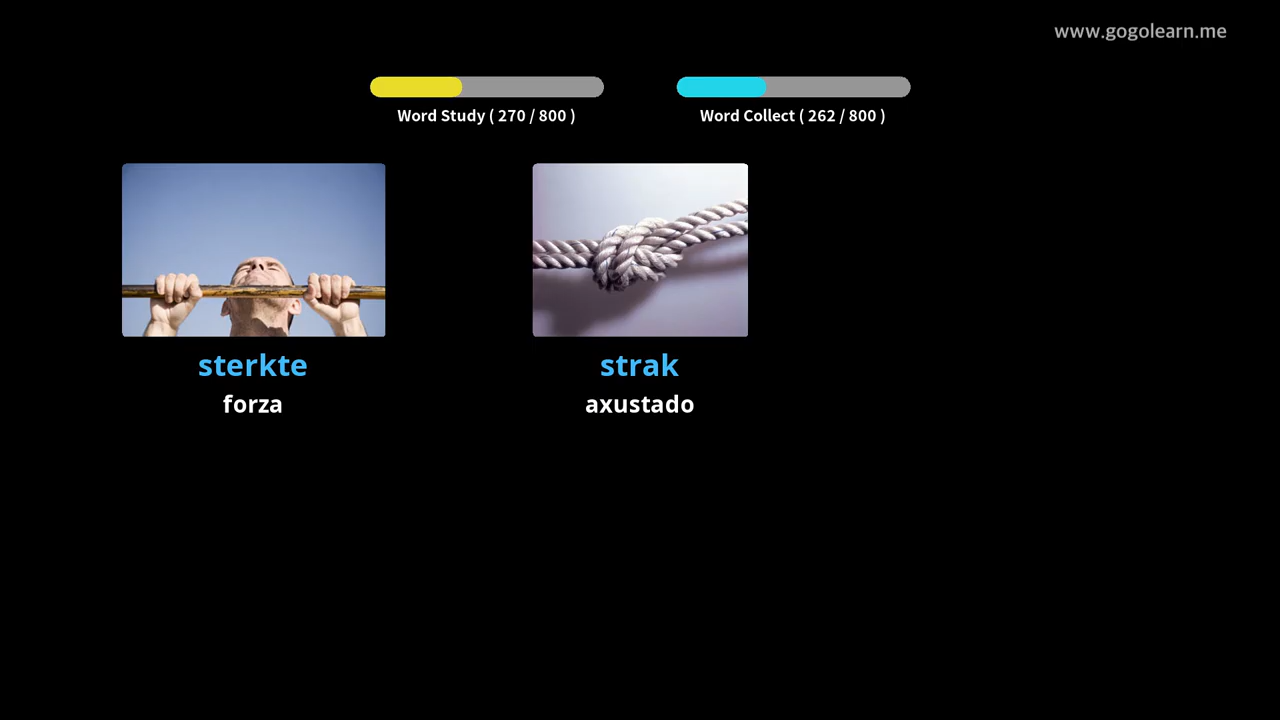 www.gogolearn.me
Word Study ( 270 / 800 )
Word Collect ( 262 / 800 )
sterkte
strak
forza
axustado